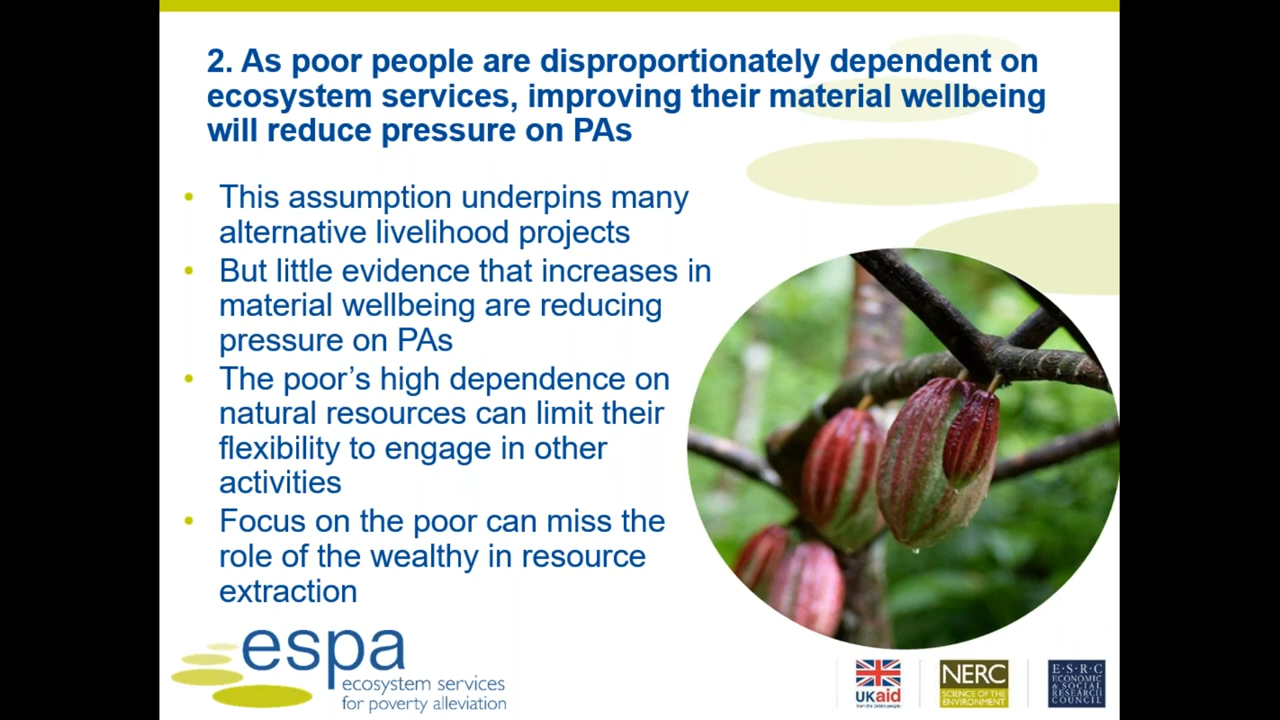 2. As poor people are disproportionately dependent on
ecosystem services, improving their material wellbeing
will reduce pressure on PAs
• This assumption underpins many
alternative livelihood projects
• But little evidence that increases in
material wellbeing are reducing
pressure on PAs
• The poor’s high dependence on
natural resources can limit their
flexibility to engage in other
activities
• Focus on the poor can miss the
role of the wealthy in resource
extraction
espa
ecosystem services
for poverty alleviation
UKaid
from the British people
NERC
SCIENCE OF THE
ENVIRONMENT
E·S·R·C
ECONOMIC
& SOCIAL
RESEARCH
COUNCIL